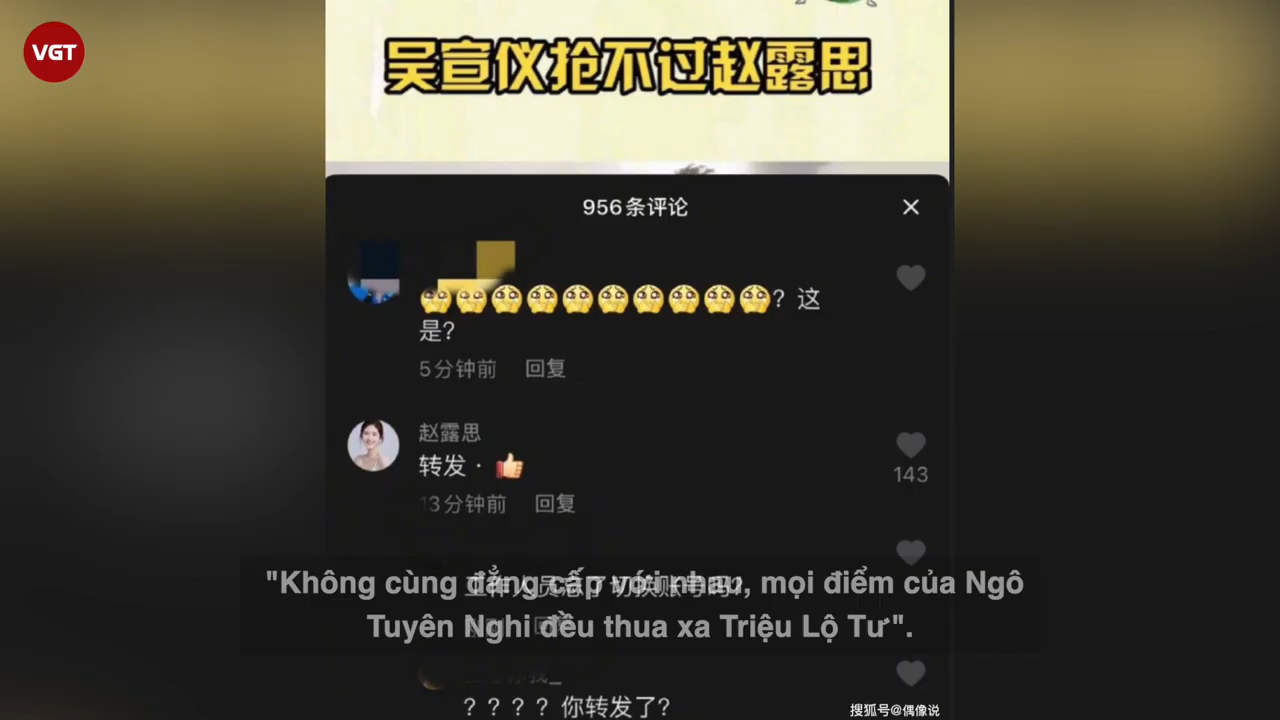 VGT
吴宣仪抢不过赵露思
956条评论
? 这
是?
5分钟前 回复
赵露思
转发·
143
13分钟前 回复
"Không cùng đẳng cấp với nhau, mọi điểm của Ngô
Tuyên Nghi đều thua xa Triệu Lộ Tư".
? ? ? ? 你转发了?
搜狐号@偶像说